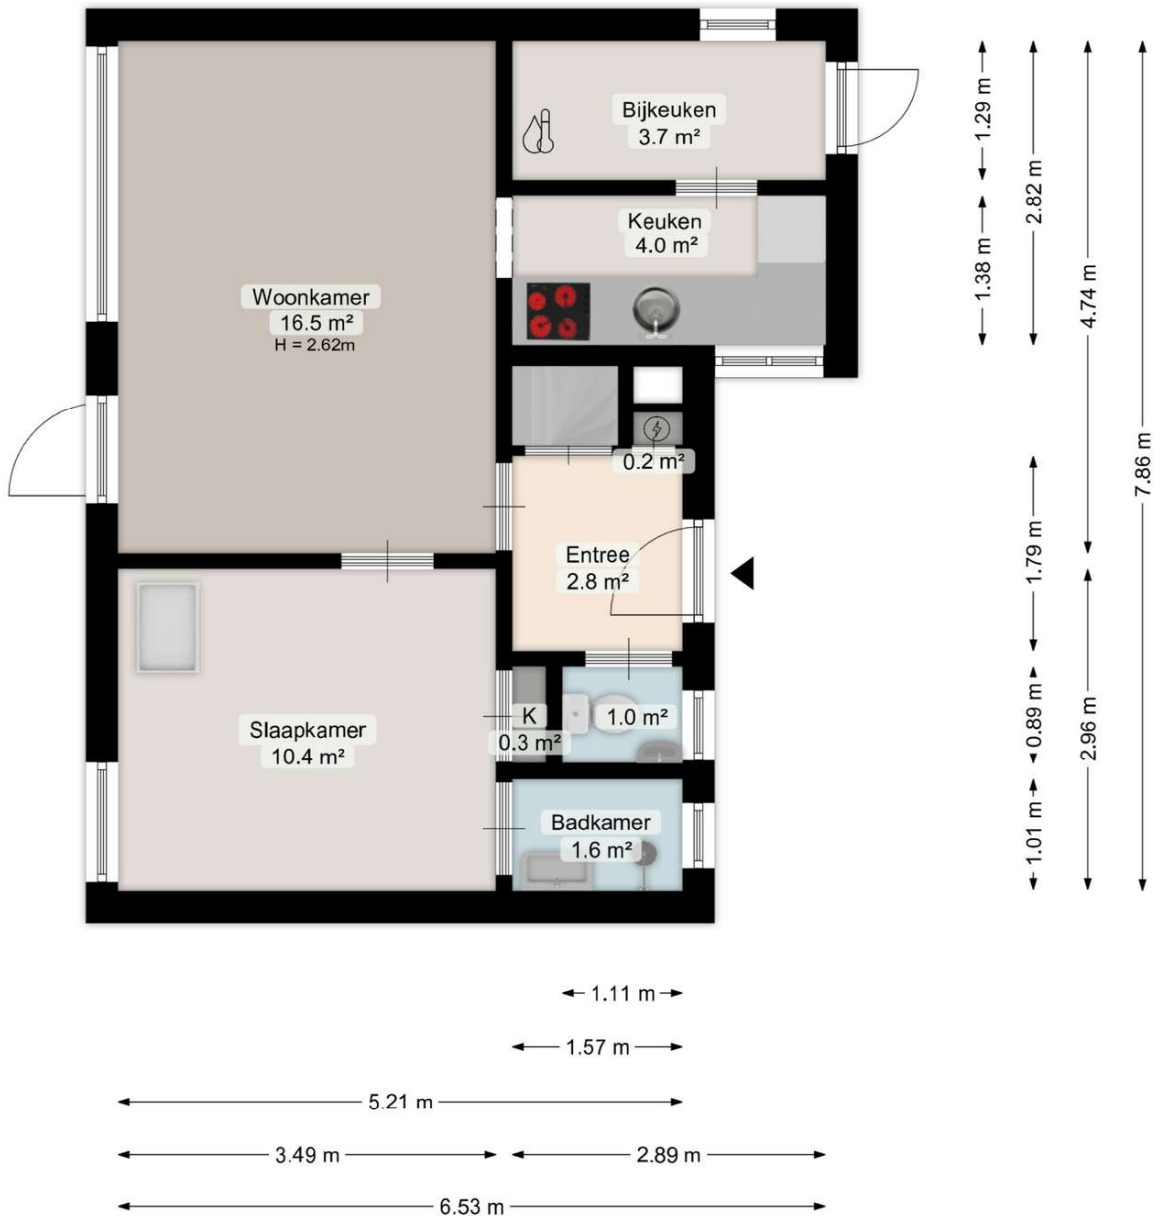 Bijkeuken
3.7 m²
Keuken
4.0 m²
Woonkamer
16.5 m²
H = 2.62m
0.2 m²
Entree
2.8 m²
K
0.3 m²
1.0 m²
Slaapkamer
10.4 m²
Badkamer
1.6 m²
1.29 m
1.38 m
2.82 m
4.74 m
7.86 m
1.79 m
0.89 m
1.01 m
2.96 m
1.11 m
1.57 m
5.21 m
3.49 m
2.89 m
6.53 m